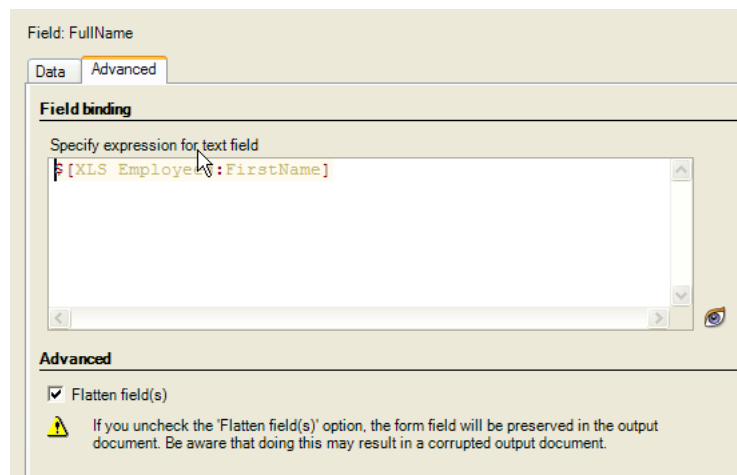 Field: FullName
Data
Advanced
Field binding
Specify expression for text field
$[XLS Employees:FirstName]
Advanced
Flatten field(s)
If you uncheck the 'Flatten field(s)' option, the form field will be preserved in the output
document. Be aware that doing this may result in a corrupted output document.